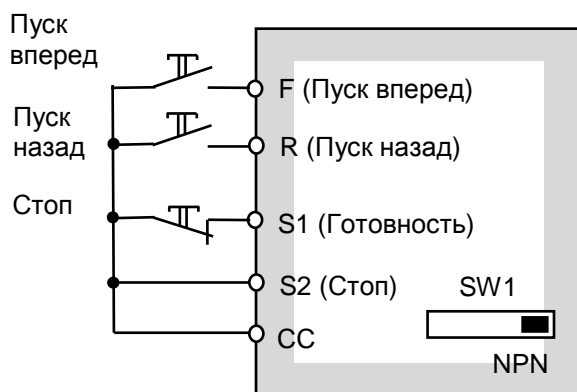 Пуск
вперед
F (Пуск вперед)
Пуск
назад
R (Пуск назад)
Стоп
S1 (Готовность)
S2 (Стоп)
SW1
CC
NPN